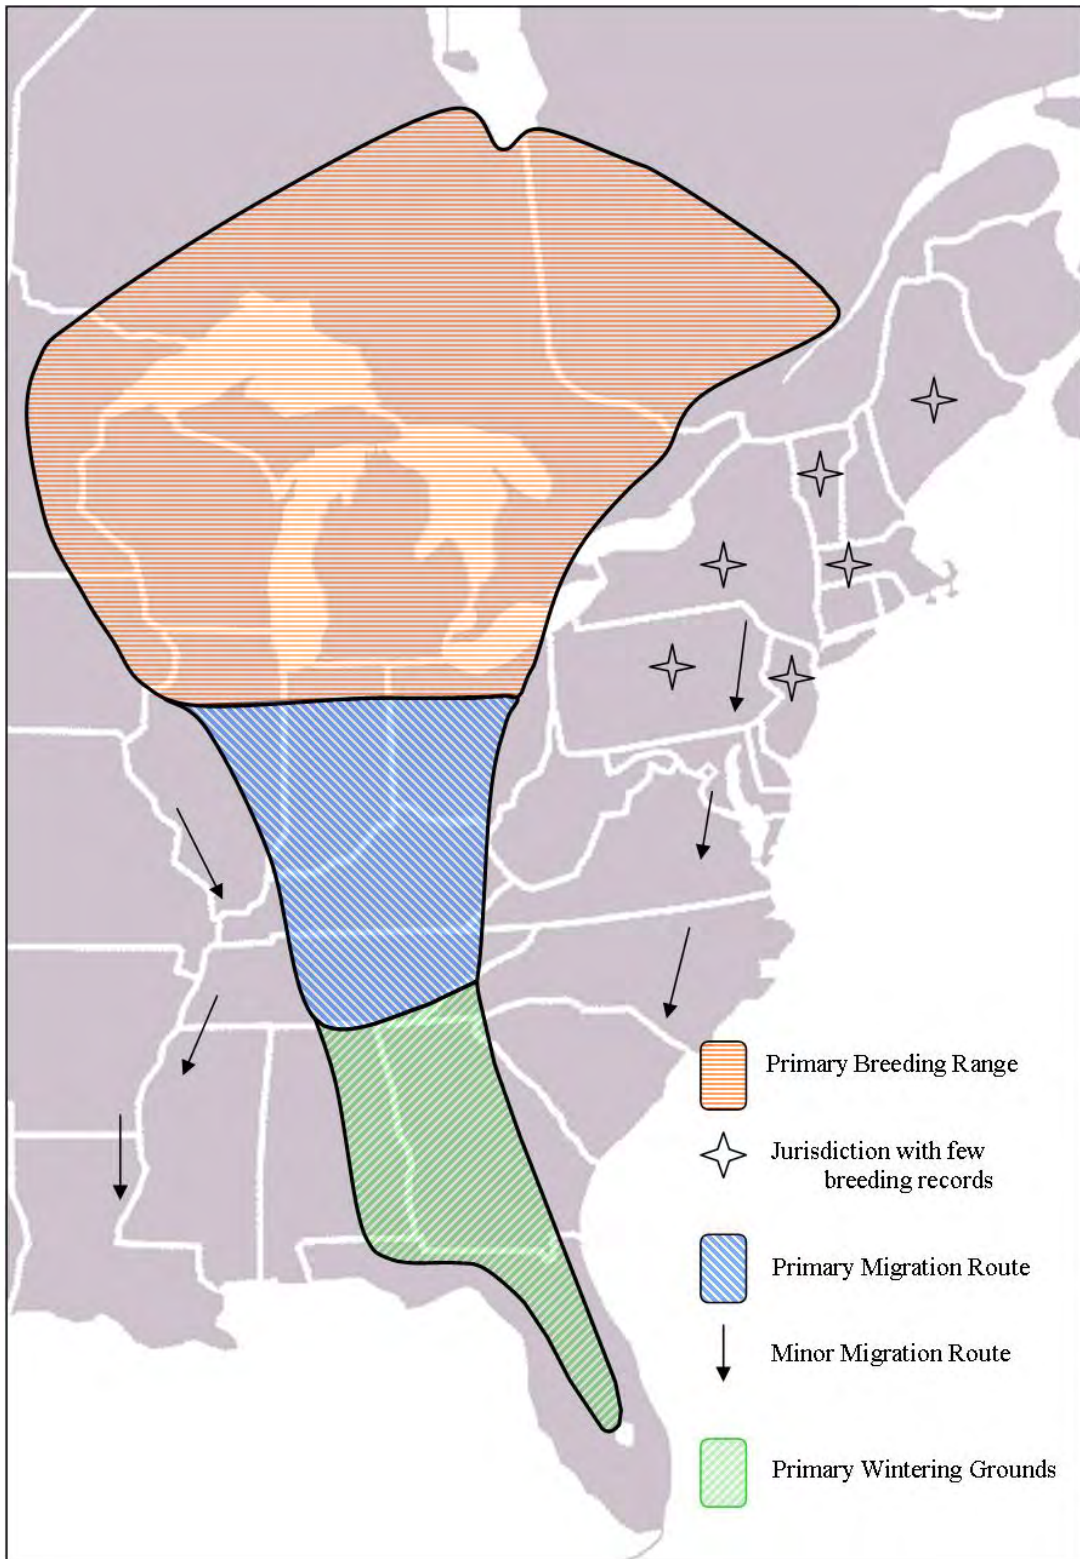 Primary Breeding Range
Jurisdiction with few
breeding records
Primary Migration Route
Minor Migration Route
Primary Wintering Grounds